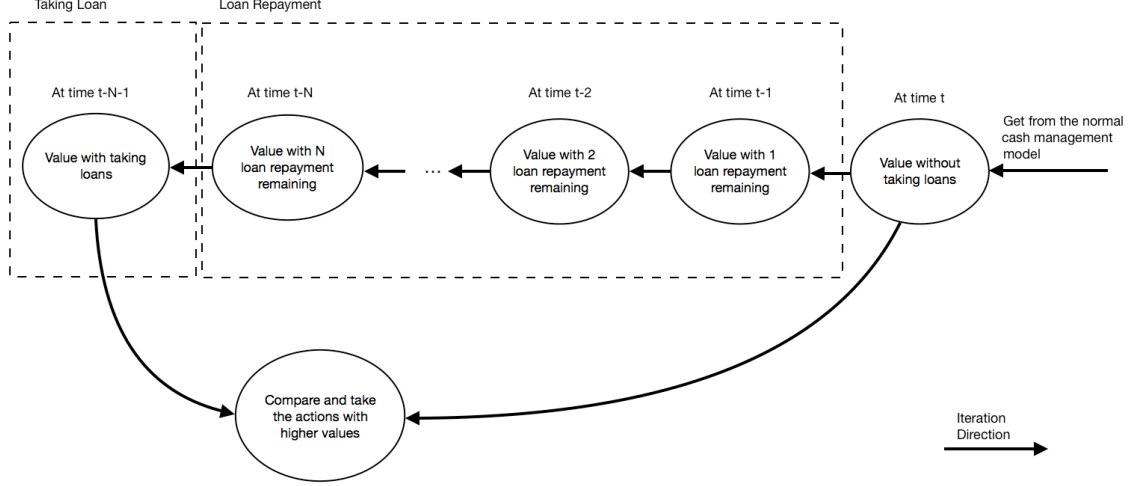 Taking Loan
Loan Repayment
At time t-N-1
At time t-N
At time t-2
At time t-1
At time t
Get from the normal
cash management
model
Value with taking
loans
Value with N
loan repayment
remaining
...
Value with 2
loan repayment
remaining
Value with 1
loan repayment
remaining
Value without
taking loans
Compare and take
the actions with
higher values
Iteration
Direction